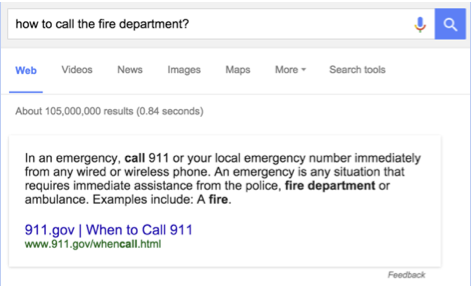 how to call the fire department?
Web Videos News Images Maps More Search tools
About 105,000,000 results (0.84 seconds)
In an emergency, call 911 or your local emergency number immediately
from any wired or wireless phone. An emergency is any situation that
requires immediate assistance from the police, fire department or
ambulance. Examples include: A fire.
911.gov | When to Call 911
www.911.gov/whencall.html
Feedback